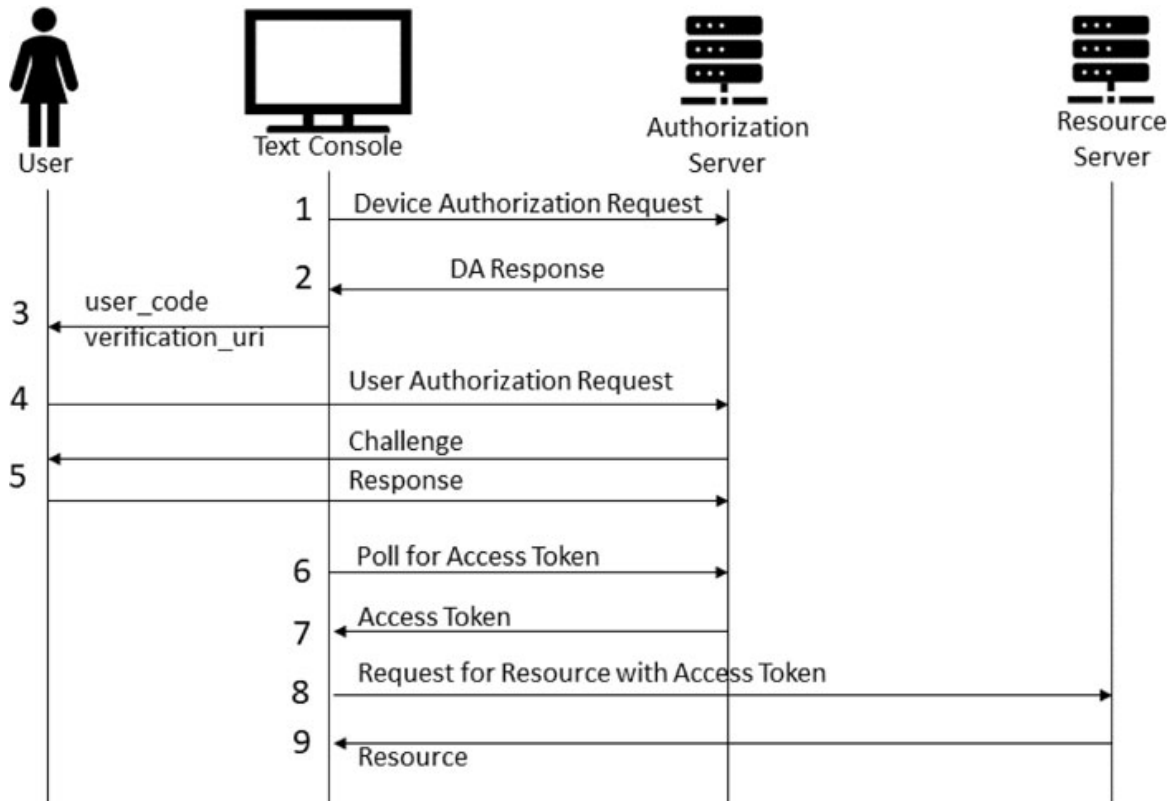 User
Text Console
Authorization
Server
Resource
Server
1 Device Authorization Request
2 DA Response
3 user_code
verification_uri
4 User Authorization Request
Challenge
5
Response
6 Poll for Access Token
7 Access Token
8 Request for Resource with Access Token
9 Resource